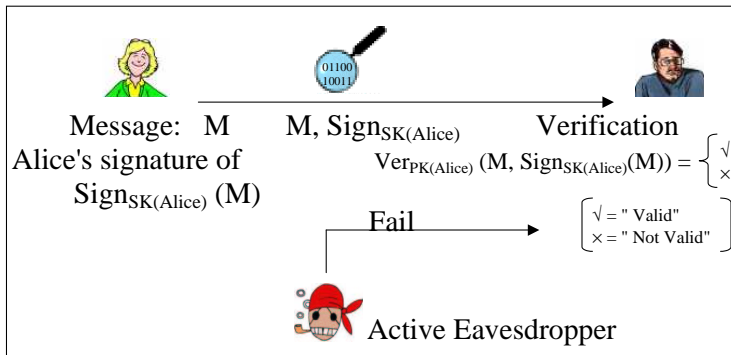 01100
10011
Message: M
M, Sign_SK(Alice)
Verification
Alice's signature of
Sign_SK(Alice) (M)
Ver_PK(Alice) (M, Sign_SK(Alice)(M)) = { √
×
Fail
√ = " Valid"
× = " Not Valid"
Active Eavesdropper